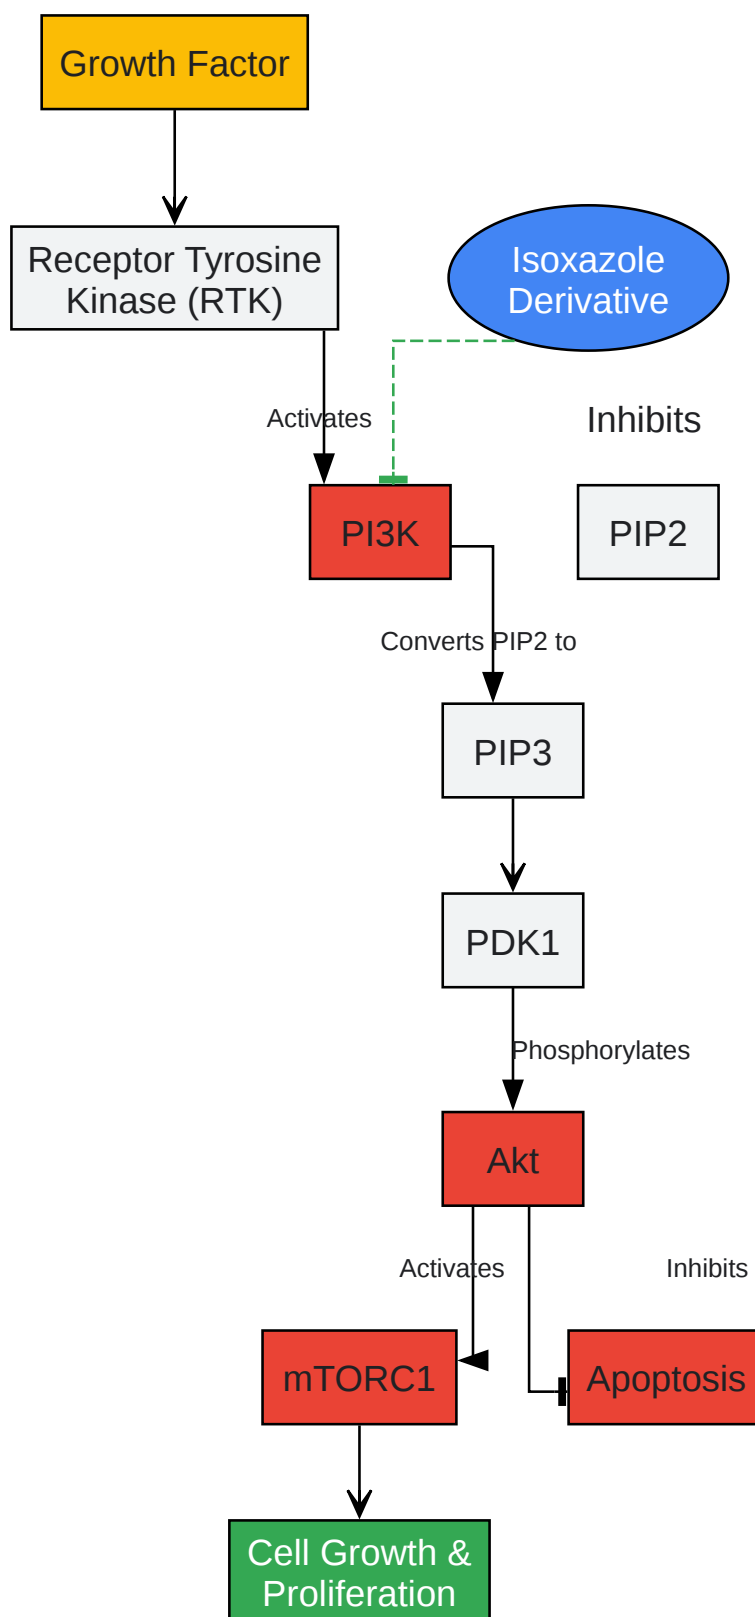 Growth Factor
Receptor Tyrosine
Kinase (RTK)
Isoxazole
Derivative
Activates
Inhibits
PI3K
PIP2
Converts PIP2 to
PIP3
PDK1
Phosphorylates
Akt
Activates
Inhibits
mTORC1
Apoptosis
Cell Growth &
Proliferation